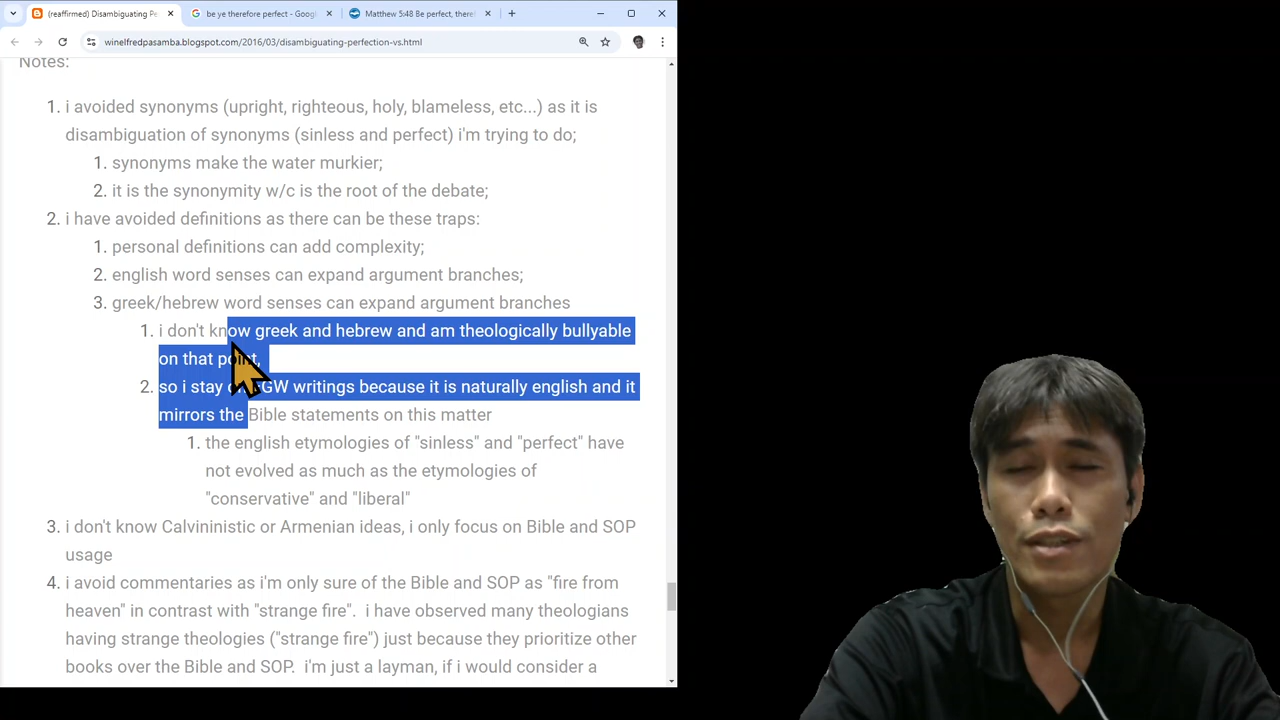 (reaffirmed) Disambiguating Pe
be ye therefore perfect - Googl
Matthew 5:48 Be perfect, theref
winelfredpasamba.blogspot.com/2016/03/disambiguating-perfection-vs.html
Notes:
1. i avoided synonyms (upright, righteous, holy, blameless, etc...) as it is
disambiguation of synonyms (sinless and perfect) i'm trying to do;
1. synonyms make the water murkier;
2. it is the synonymity w/c is the root of the debate;
2. i have avoided definitions as there can be these traps:
1. personal definitions can add complexity;
2. english word senses can expand argument branches;
3. greek/hebrew word senses can expand argument branches
1. i don't know greek and hebrew and am theologically bullyable
on that point,
2. so i stay GW writings because it is naturally english and it
mirrors the Bible statements on this matter
1. the english etymologies of "sinless" and "perfect" have
not evolved as much as the etymologies of
"conservative" and "liberal"
3. i don't know Calvininistic or Armenian ideas, i only focus on Bible and SOP
usage
4. i avoid commentaries as i'm only sure of the Bible and SOP as "fire from
heaven" in contrast with "strange fire".  i have observed many theologians
having strange theologies ("strange fire") just because they prioritize other
books over the Bible and SOP.  i'm just a layman, if i would consider a